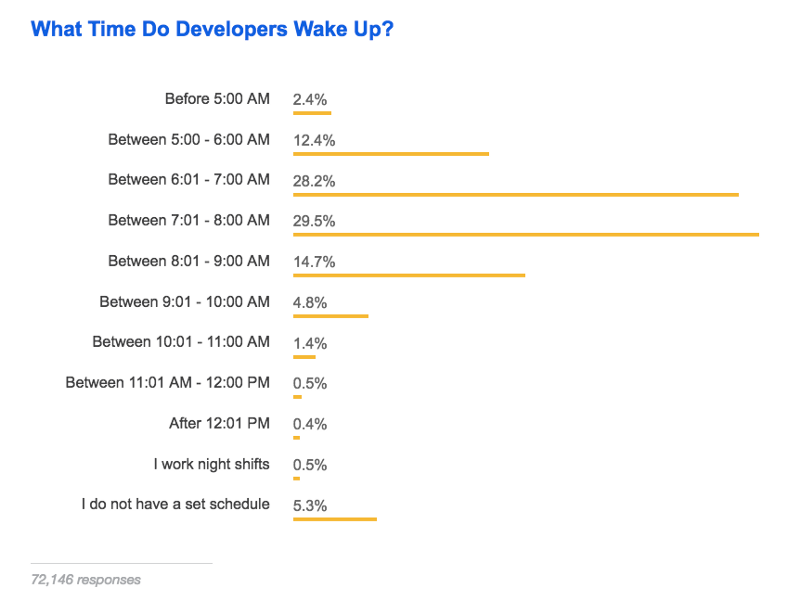 What Time Do Developers Wake Up?
Before 5:00 AM 2.4%
Between 5:00 - 6:00 AM 12.4%
Between 6:01 - 7:00 AM 28.2%
Between 7:01 - 8:00 AM 29.5%
Between 8:01 - 9:00 AM 14.7%
Between 9:01 - 10:00 AM 4.8%
Between 10:01 - 11:00 AM 1.4%
Between 11:01 AM - 12:00 PM 0.5%
After 12:01 PM 0.4%
I work night shifts 0.5%
I do not have a set schedule 5.3%
72,146 responses